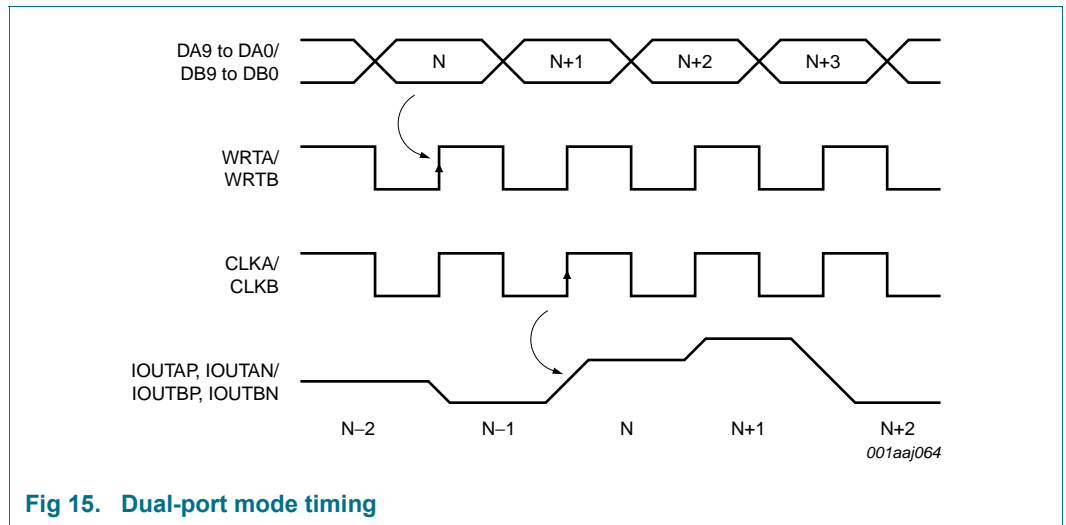 DA9 to DA0/
DB9 to DB0
N
N+1
N+2
N+3
WRTA/
WRTB
CLKA/
CLKB
IOUTAP, IOUTAN/
IOUTBP, IOUTBN
N−2
N−1
N
N+1
N+2
001aaj064
Fig 15. Dual-port mode timing